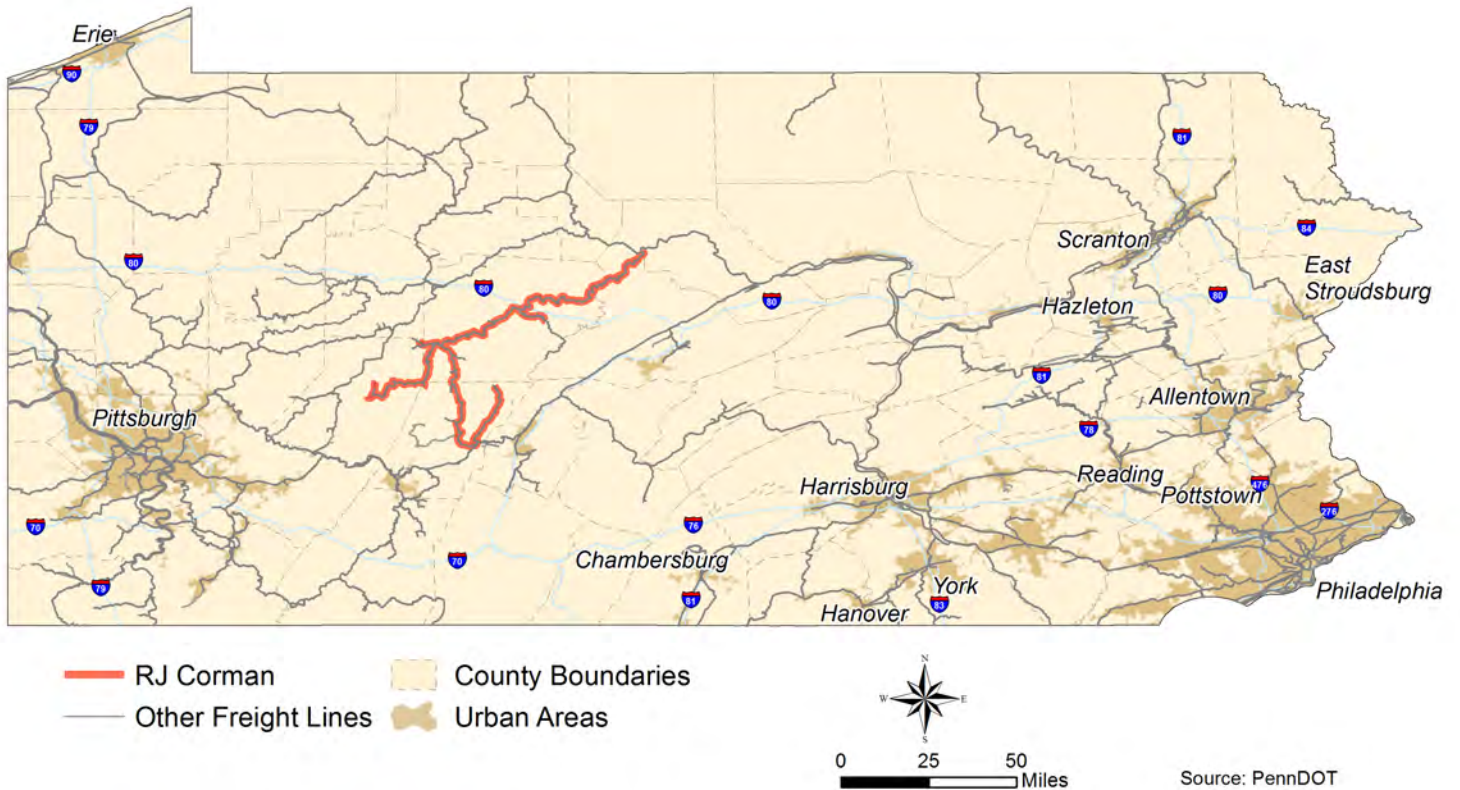 Erie
90
79
81
Scranton
84
80
East
Stroudsburg
80
80
Hazleton
80
81
Allentown
Pittsburgh
78
Harrisburg
Reading
Pottstown
476
276
70
76
Chambersburg
70
79
81
York
Hanover
83
Philadelphia
RJ Corman
County Boundaries
Other Freight Lines
Urban Areas
N
W
E
S
0 25 50
Miles
Source: PennDOT